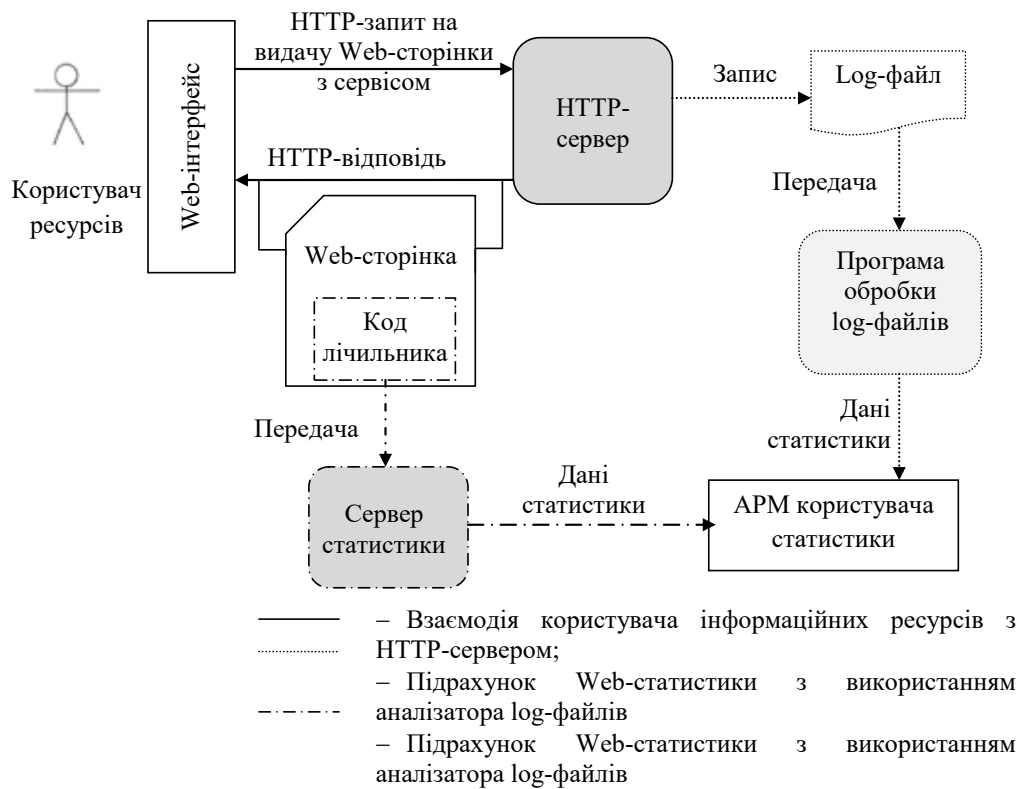 HTTP-запит на
видачу Web-сторінки
з сервісом
Web-інтерфейс
HTTP-
сервер
Запис
Log-файл
HTTP-відповідь
Користувач
ресурсів
Передача
Web-сторінка
Код
лічильника
Програма
обробки
log-файлів
Передача
Дані
статистики
Сервер
статистики
Дані
статистики
АРМ користувача
статистики
– Взаємодія користувача інформаційних ресурсів з
HTTP-сервером;
– Підрахунок Web-статистики з використанням
аналізатора log-файлів
– Підрахунок Web-статистики з використанням
аналізатора log-файлів